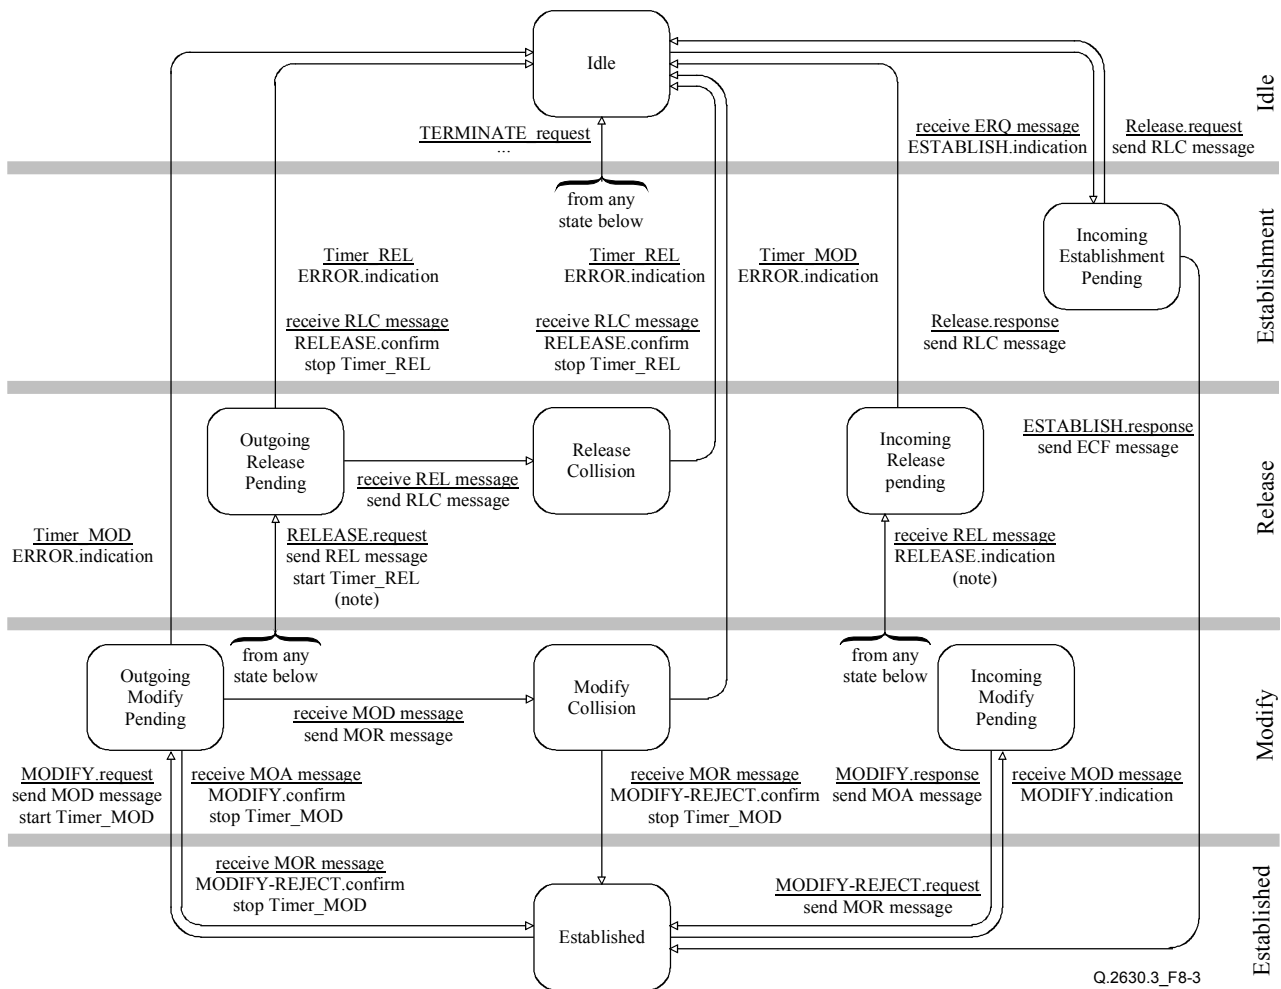 Idle
Idle
TERMINATE_request
...
receive ERQ message
ESTABLISH.indication
Release.request
send RLC message
from any
state below
Incoming
Establishment
Pending
Establishment
Timer_REL
ERROR.indication
receive RLC message
RELEASE.confirm
stop Timer_REL
Timer_REL
ERROR.indication
receive RLC message
RELEASE.confirm
stop Timer_REL
Timer_MOD
ERROR.indication
Release.response
send RLC message
Outgoing
Release
Pending
receive REL message
send RLC message
Release
Collision
Incoming
Release
pending
ESTABLISH.response
send ECF message
Release
Timer_MOD
ERROR.indication
RELEASE.request
send REL message
start Timer_REL
(note)
receive REL message
RELEASE.indication
(note)
Outgoing
Modify
Pending
from any
state below
receive MOD message
send MOR message
Modify
Collision
from any
state below
Incoming
Modify
Pending
Modify
MODIFY.request
send MOD message
start Timer_MOD
receive MOA message
MODIFY.confirm
stop Timer_MOD
receive MOR message
MODIFY-REJECT.confirm
stop Timer_MOD
MODIFY.response
send MOA message
receive MOD message
MODIFY.indication
receive MOR message
MODIFY-REJECT.confirm
stop Timer_MOD
MODIFY-REJECT.request
send MOR message
Established
Established
Q.2630.3_F8-3